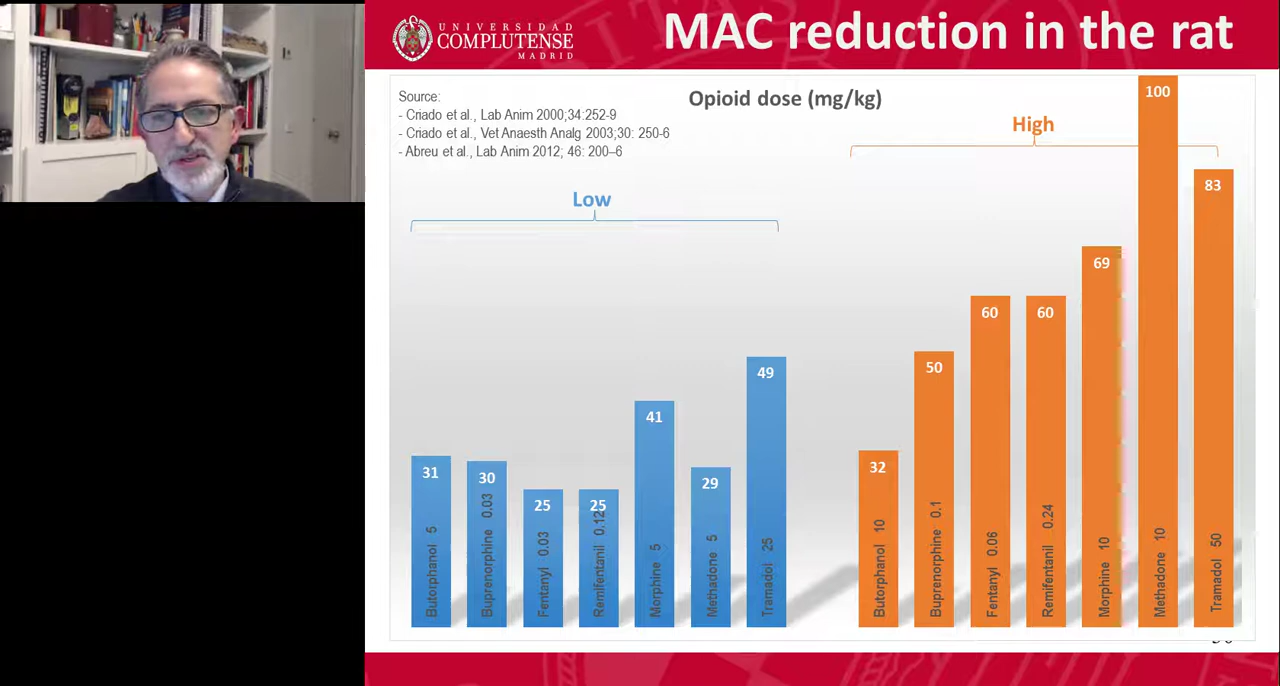 UNIVERSIDAD
COMPLUTENSE
MADRID
MAC reduction in the rat
Source:
- Criado et al., Lab Anim 2000;34:252-9
- Criado et al., Vet Anaesth Analg 2003;30: 250-6
- Abreu et al., Lab Anim 2012; 46: 200–6
Opioid dose (mg/kg)
Low
High
31
30
25
25
41
29
49
32
50
60
60
69
100
83
Butorphanol 5
Buprenorphine 0.03
Fentanyl 0.03
Remifentanil 0.12
Morphine 5
Methadone 5
Tramadol 25
Butorphanol 10
Buprenorphine 0.1
Fentanyl 0.06
Remifentanil 0.24
Morphine 10
Methadone 10
Tramadol 50